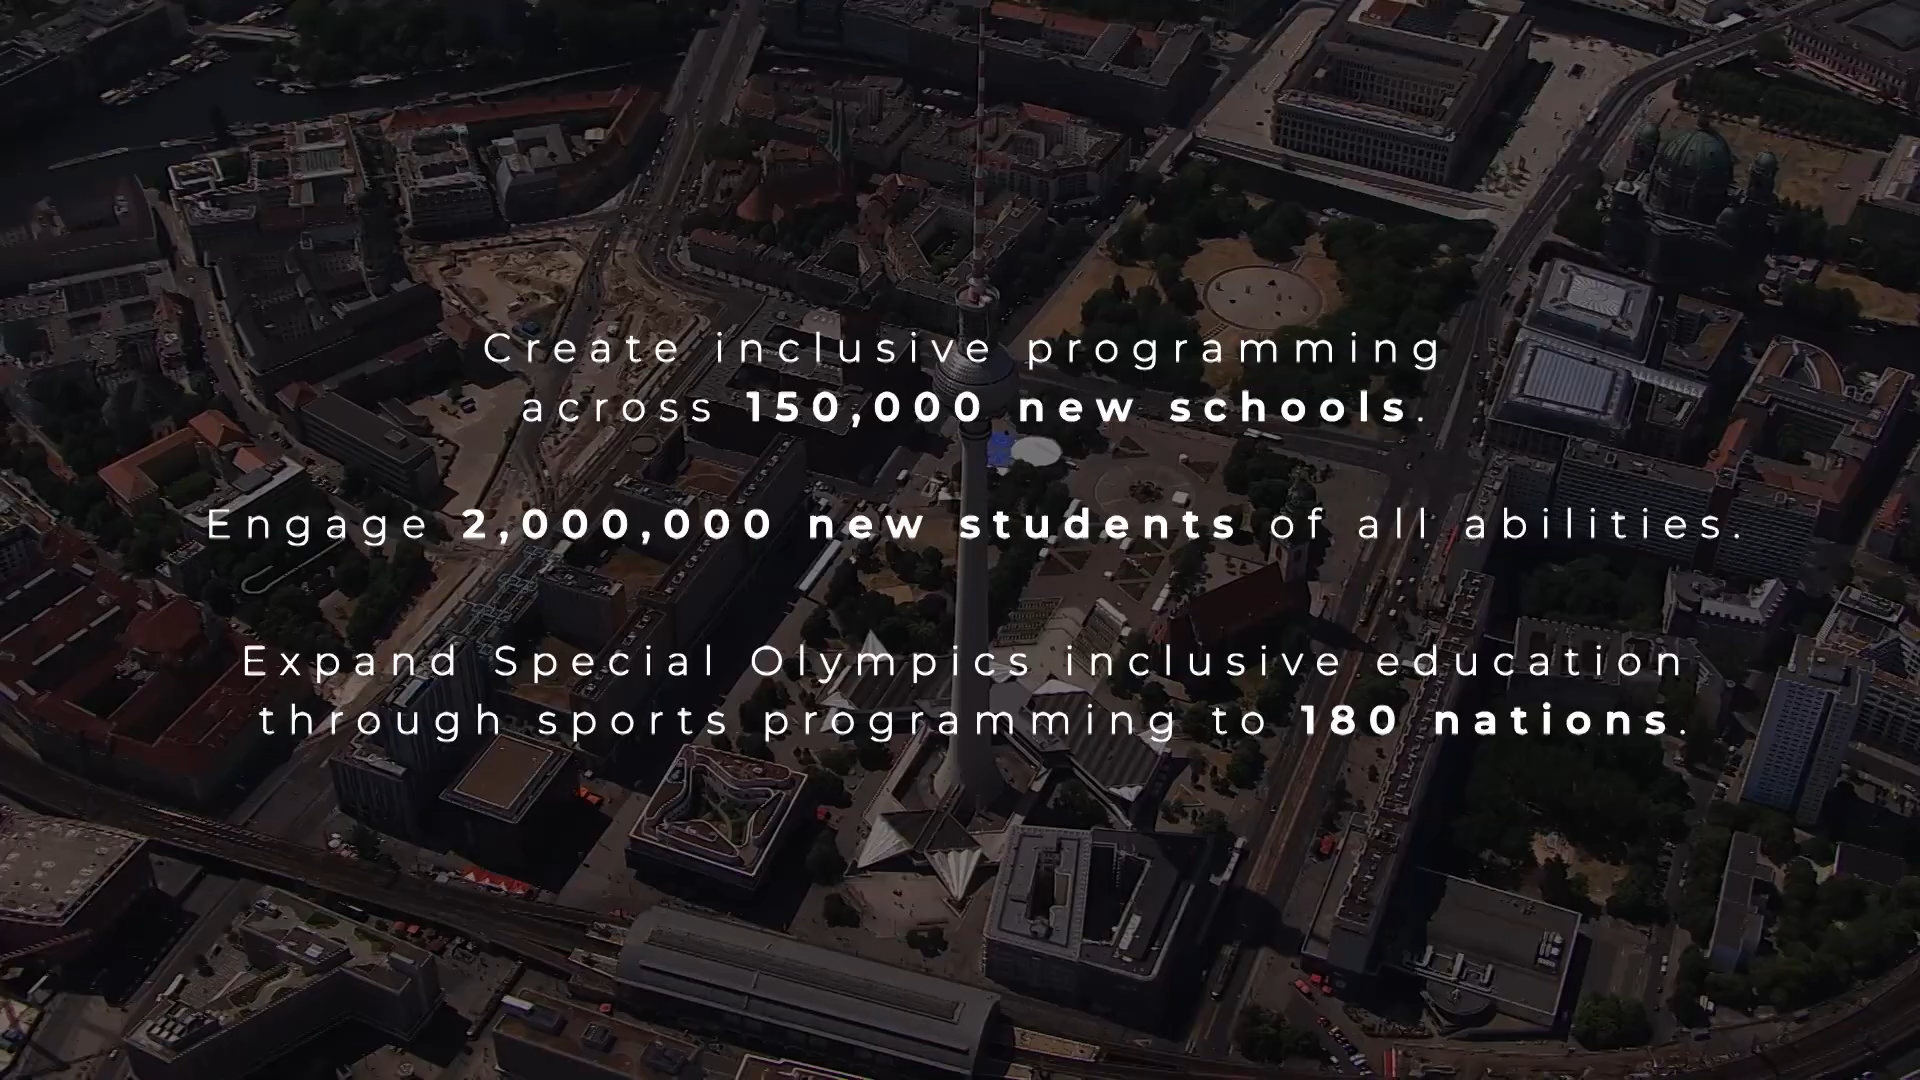 Create inclusive programming
across 150,000 new schools.
Engage 2,000,000 new students of all abilities.
Expand Special Olympics inclusive education
through sports programming to 180 nations.